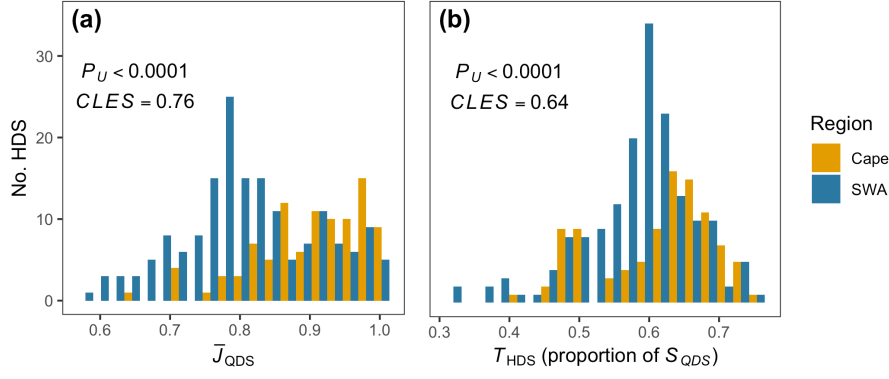 (a)
P_U < 0.0001
CLES = 0.76
No. HDS
30
20
10
0
0.6 0.7 0.8 0.9 1.0
J̅_QDS
(b)
P_U < 0.0001
CLES = 0.64
0.3 0.4 0.5 0.6 0.7
T_HDS (proportion of S_QDS)
Region
Cape
SWA